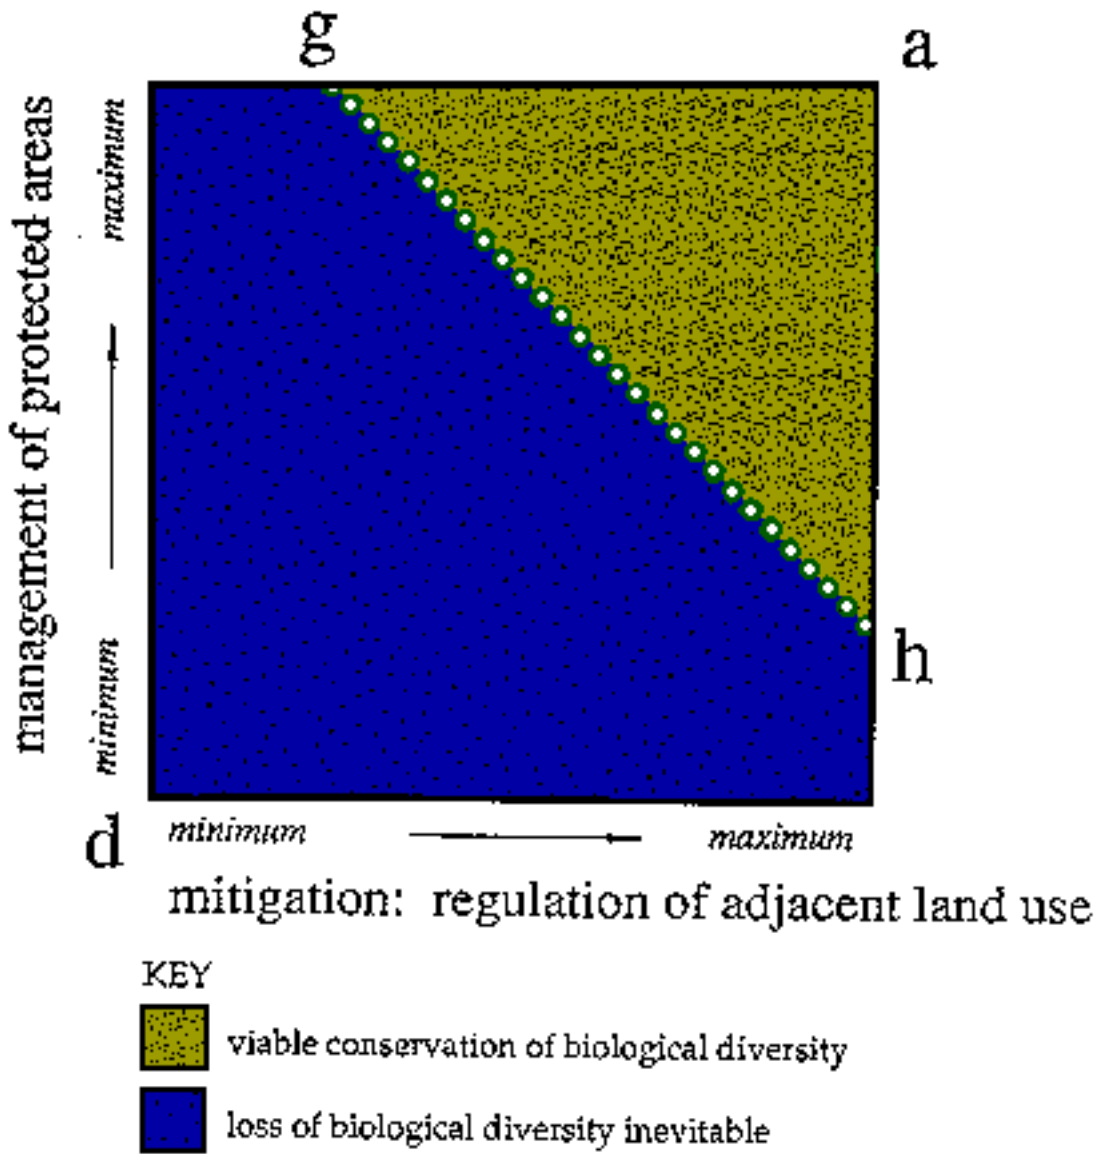 g
a
management of protected areas
maximum
minimum
h
d
minimum
maximum
mitigation: regulation of adjacent land use
KEY
viable conservation of biological diversity
loss of biological diversity inevitable